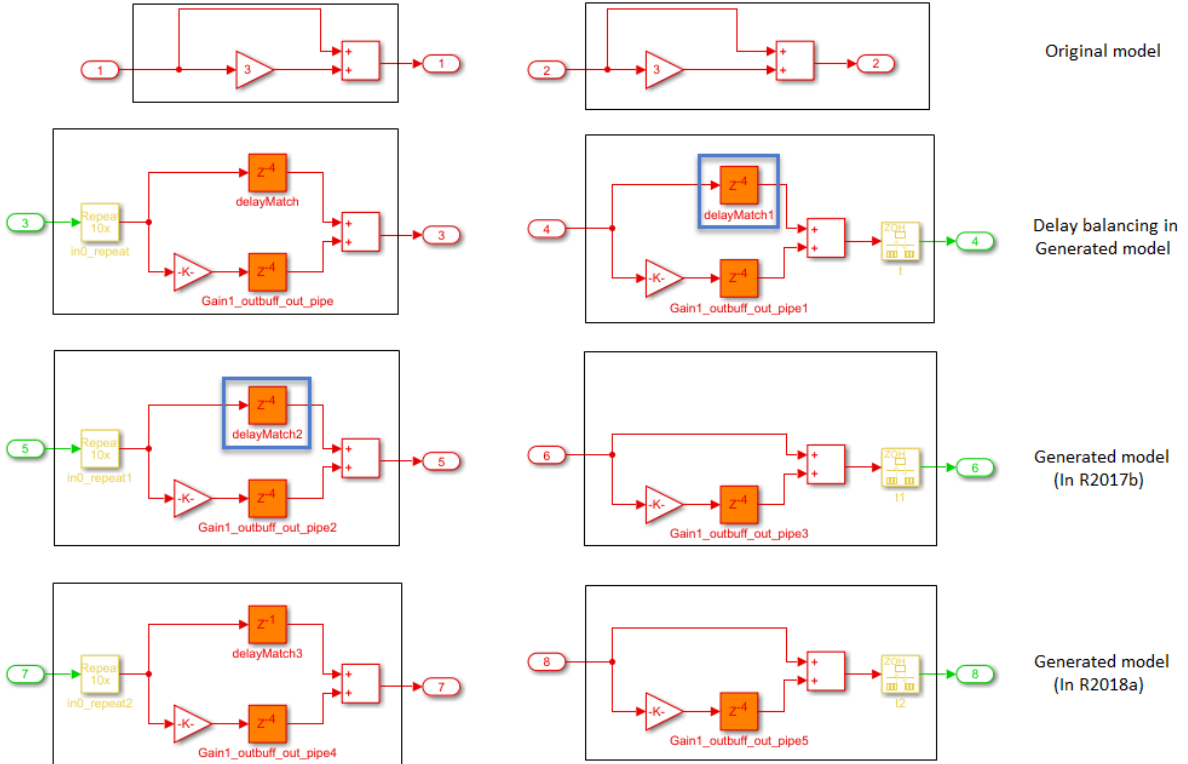 1
3
+
+
1
2
3
+
+
2
Original model
3
Repeat
10x
in0_repeat
Z-4
delayMatch
-K-
Z-4
Gain1_outbuff_out_pipe
+
+
3
4
Z-4
delayMatch1
-K-
Z-4
Gain1_outbuff_out_pipe1
+
+
ZOH
t
4
Delay balancing in
Generated model
5
Repeat
10x
in0_repeat1
Z-4
delayMatch2
-K-
Z-4
Gain1_outbuff_out_pipe2
+
+
5
6
-K-
Z-4
Gain1_outbuff_out_pipe3
+
+
ZOH
t1
6
Generated model
(In R2017b)
7
Repeat
10x
in0_repeat2
Z-1
delayMatch3
-K-
Z-4
Gain1_outbuff_out_pipe4
+
+
7
8
-K-
Z-4
Gain1_outbuff_out_pipe5
+
+
ZOH
t2
8
Generated model
(In R2018a)